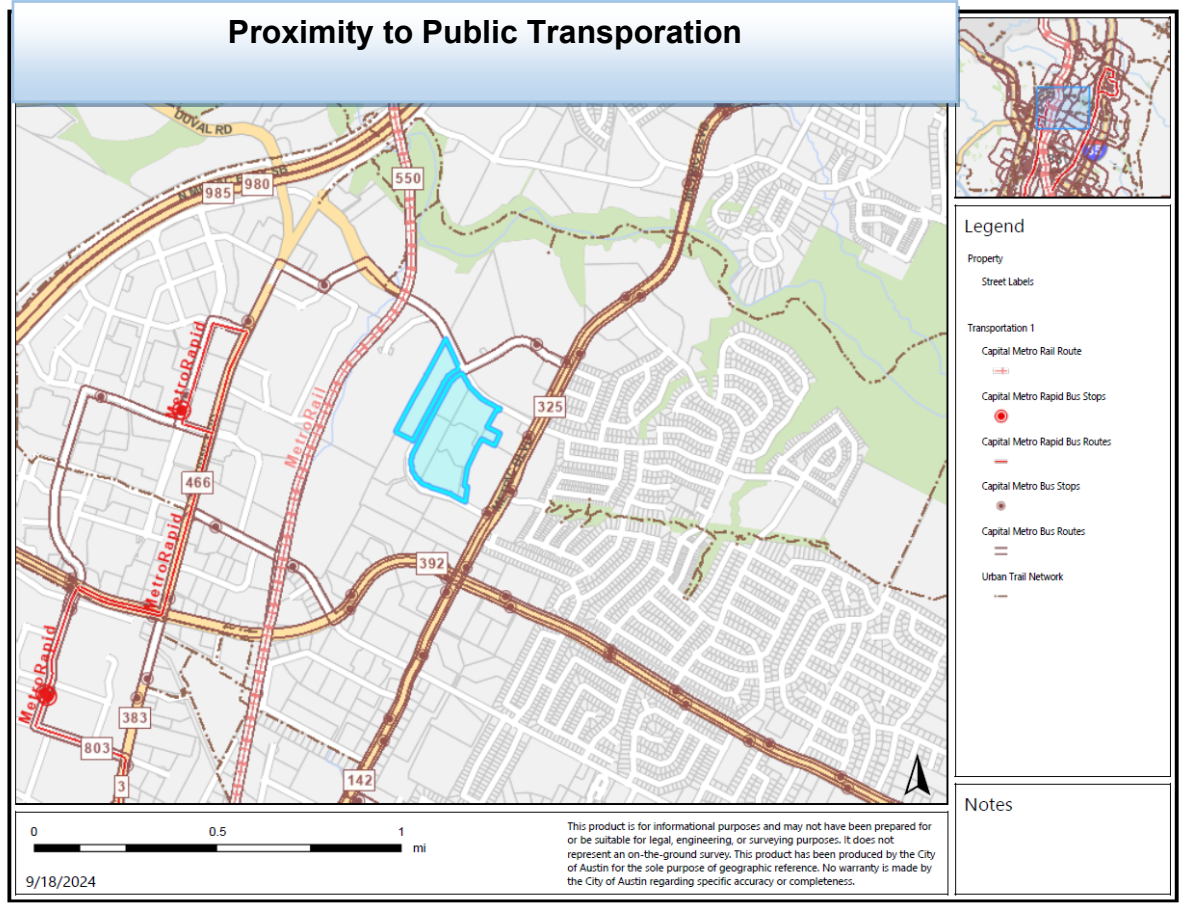 Proximity to Public Transporation
DUVAL RD
985
980
550
MetroRapid
MetroRail
325
466
MetroRapid
392
MetroRapid
383
803
3
142
Legend
Property
Street Labels
Transportation 1
Capital Metro Rail Route
Capital Metro Rapid Bus Stops
Capital Metro Rapid Bus Routes
Capital Metro Bus Stops
Capital Metro Bus Routes
Urban Trail Network
Notes
0 0.5 1
mi
9/18/2024
This product is for informational purposes and may not have been prepared for
or be suitable for legal, engineering, or surveying purposes. It does not
represent an on-the-ground survey. This product has been produced by the City
of Austin for the sole purpose of geographic reference. No warranty is made by
the City of Austin regarding specific accuracy or completeness.